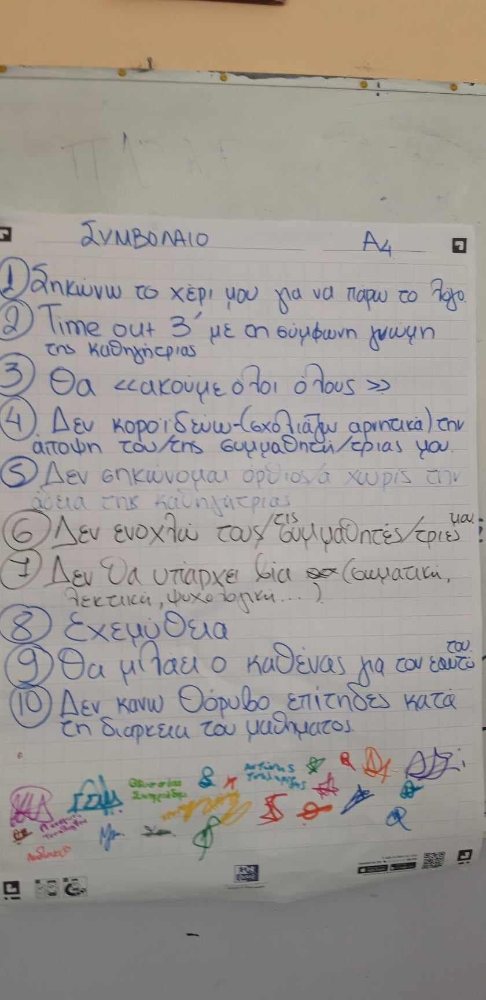 ΣΥΜΒΟΛΑΙΟ Α4
1 Σηκώνω το χέρι μου για να πάρω το λόγο.
2 Time out 3' με τη σύμφωνη γνώμη
της καθηγήτριας
3 Θα <<ακούμε όλοι όλους>>
4 Δεν κοροϊδεύω-(σχολιάζω αρνητικά) την
άποψη του/της συμμαθητή/τριας μου.
5 Δεν σηκώνομαι όρθιος/α χωρίς την
άδεια της καθηγήτριας
6 Δεν ενοχλώ τους/τις συμμαθητές/τριές μου.
7 Δεν θα υπάρχει βία (σωματική,
λεκτική, ψυχολογική...).
8 Εχεμύθεια
9 Θα μιλάει ο καθένας για τον εαυτό του.
10 Δεν κάνω θόρυβο επίτηδες κατά
τη διάρκεια του μαθήματος.